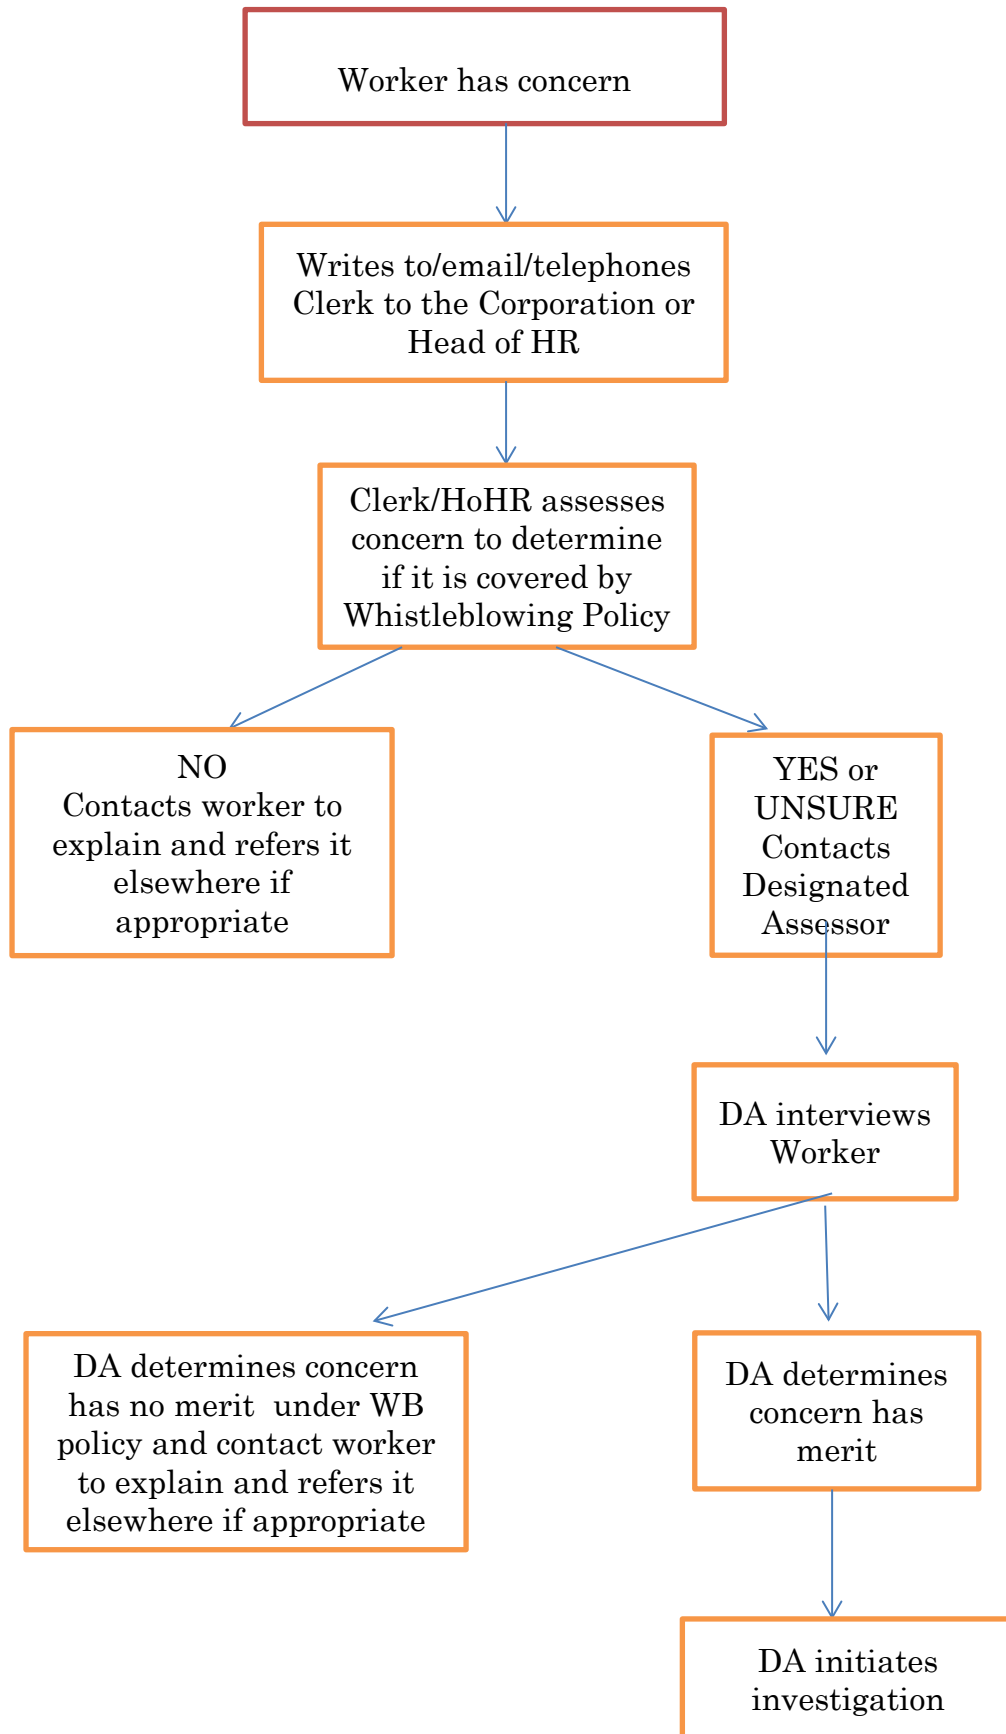 Worker has concern
Writes to/email/telephones
Clerk to the Corporation or
Head of HR
Clerk/HoHR assesses
concern to determine
if it is covered by
Whistleblowing Policy
NO
Contacts worker to
explain and refers it
elsewhere if
appropriate
YES or
UNSURE
Contacts
Designated
Assessor
DA interviews
Worker
DA determines concern
has no merit  under WB
policy and contact worker
to explain and refers it
elsewhere if appropriate
DA determines
concern has
merit
DA initiates
investigation